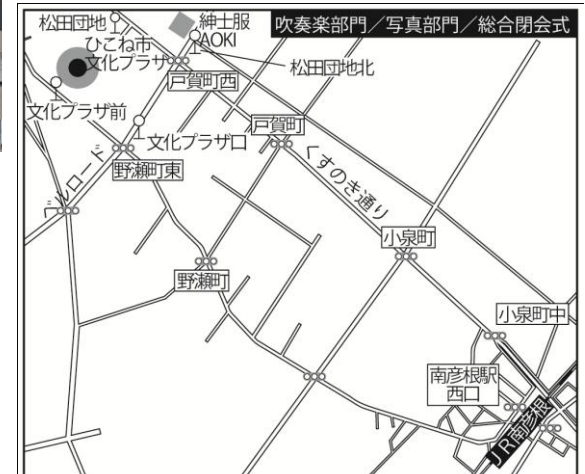 吹奏楽部門／写真部門／総合閉会式
松田団地
紳士服
AOKI
ひこね市
文化プラザ
松田団地北
戸賀町西
文化プラザ前
文化プラザ口
戸賀町
野瀬町東
ベルロード
くすのき通り
小泉町
野瀬町
小泉町中
南彦根駅
西口
JR南彦根